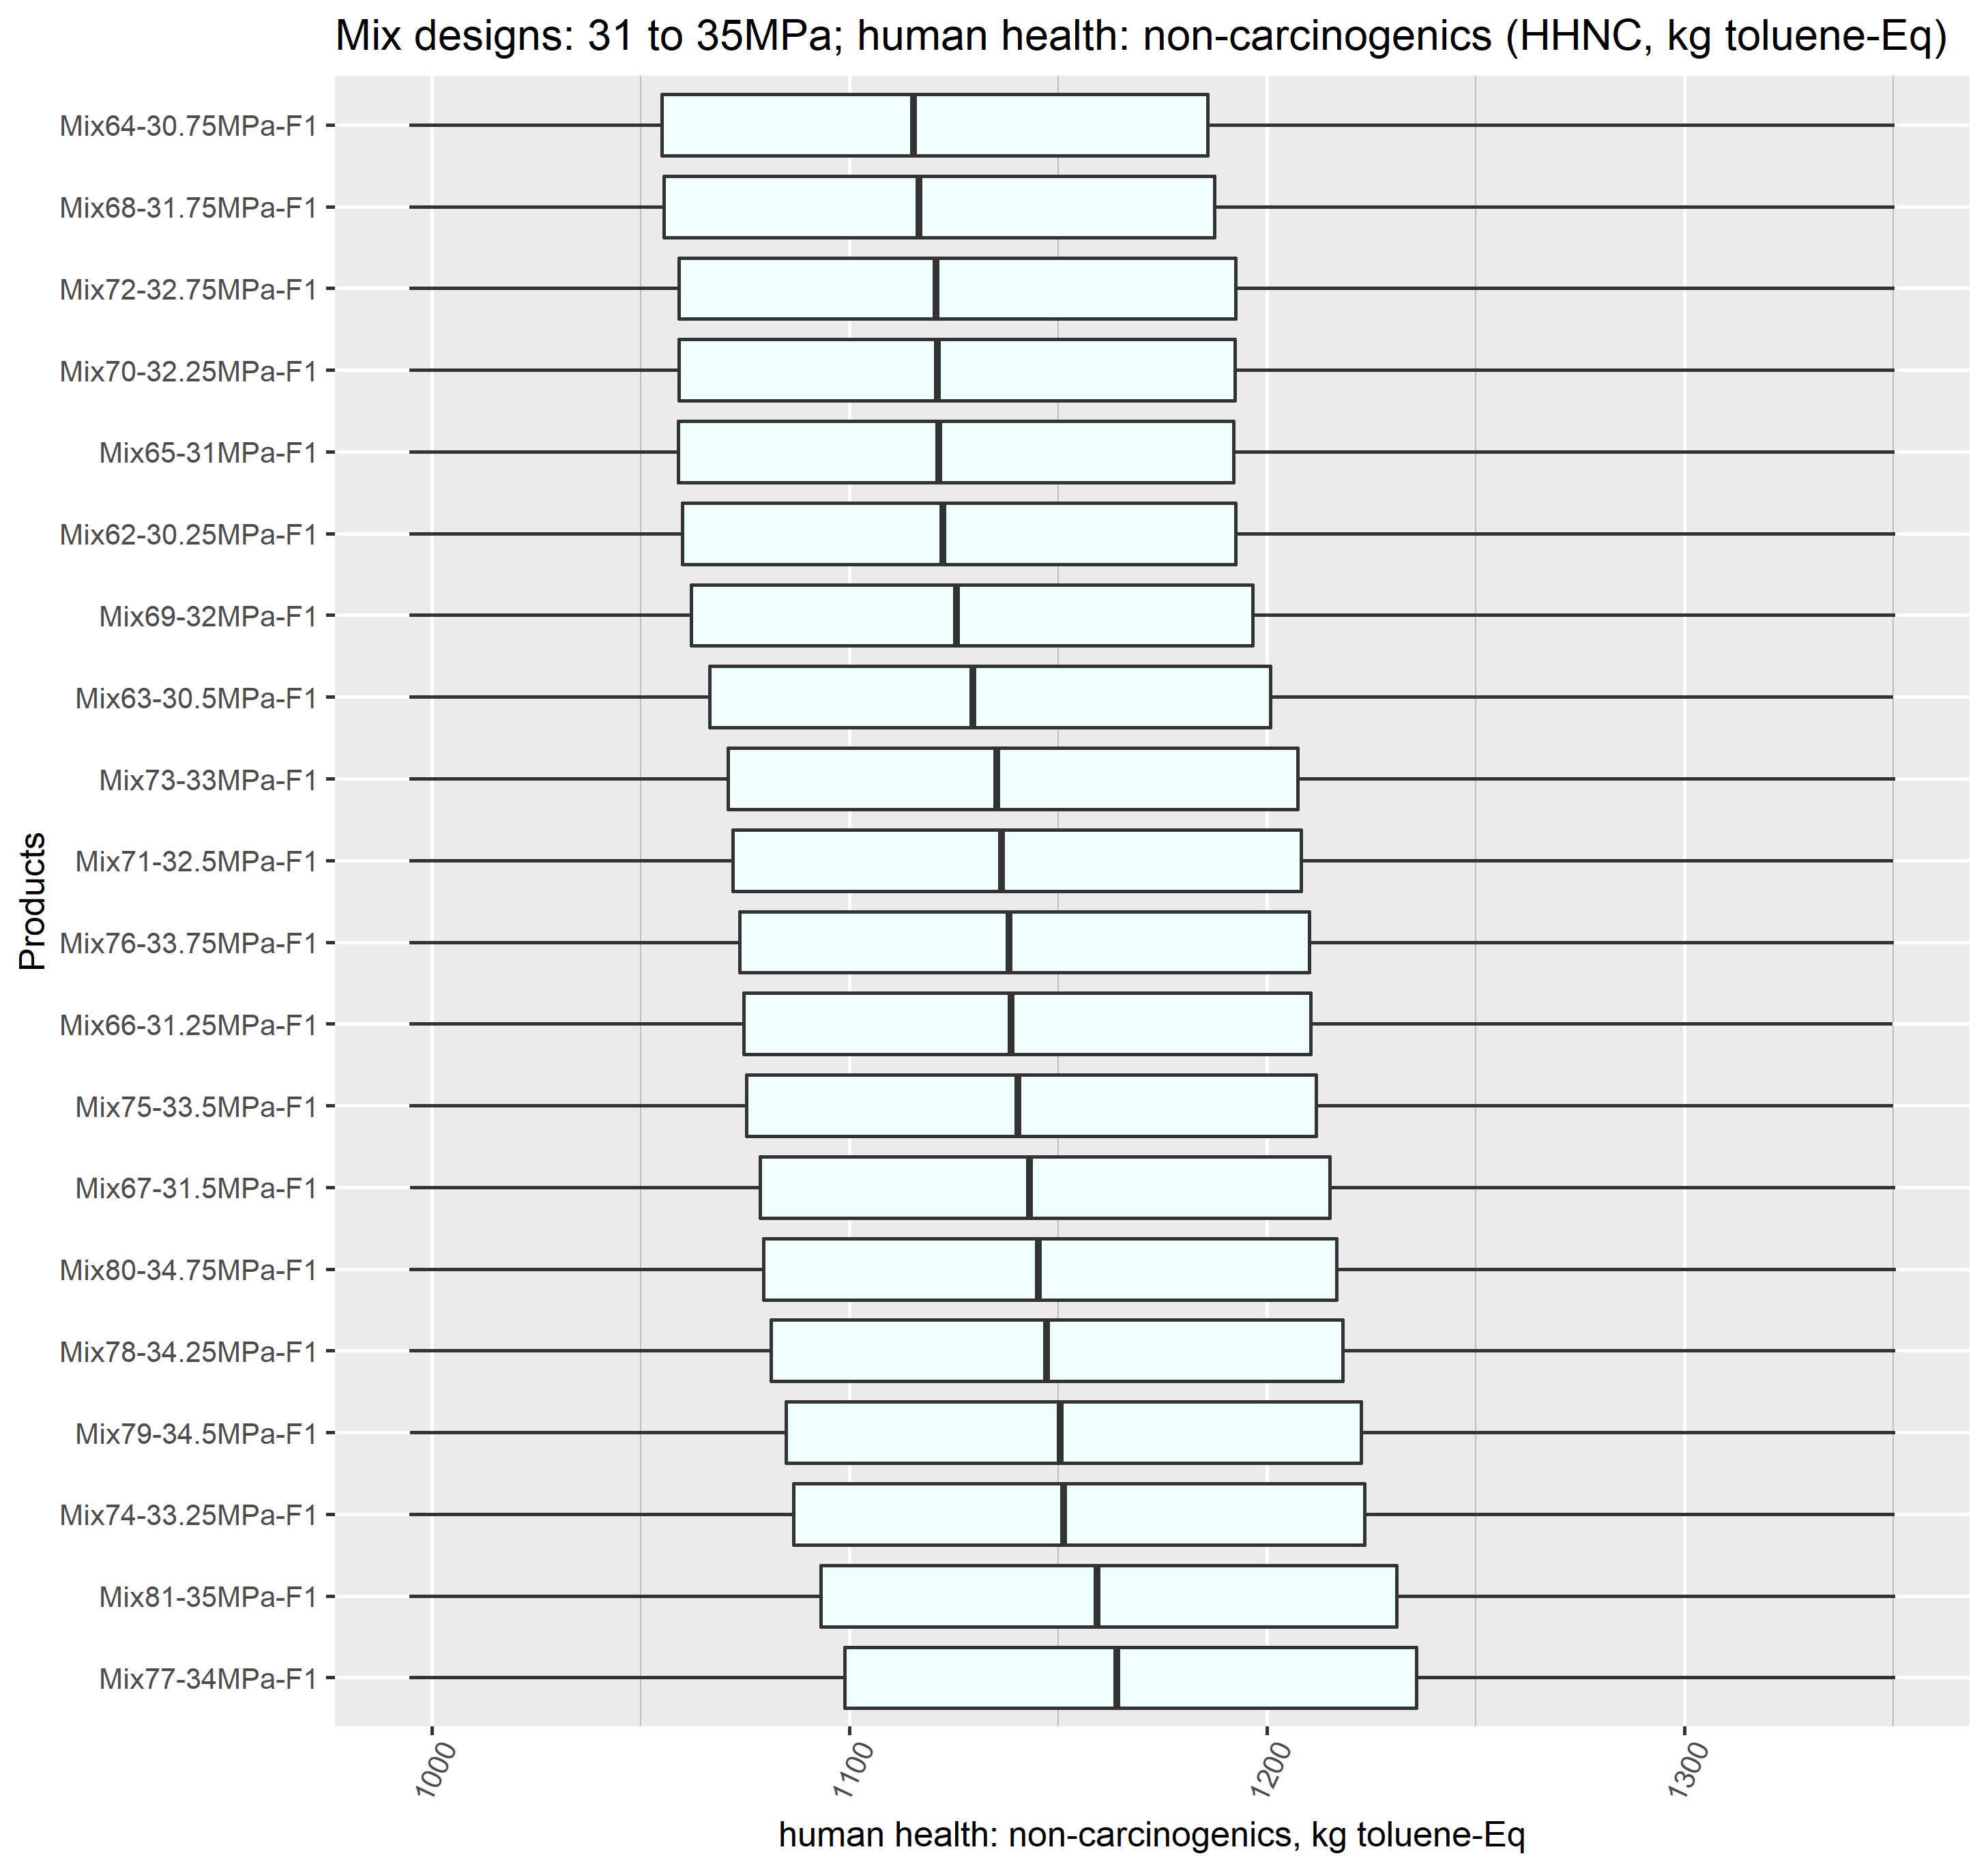 Mix designs: 31 to 35MPa; human health: non-carcinogenics (HHNC, kg toluene-Eq)
Products
Mix64-30.75MPa-F1
Mix68-31.75MPa-F1
Mix72-32.75MPa-F1
Mix70-32.25MPa-F1
Mix65-31MPa-F1
Mix62-30.25MPa-F1
Mix69-32MPa-F1
Mix63-30.5MPa-F1
Mix73-33MPa-F1
Mix71-32.5MPa-F1
Mix76-33.75MPa-F1
Mix66-31.25MPa-F1
Mix75-33.5MPa-F1
Mix67-31.5MPa-F1
Mix80-34.75MPa-F1
Mix78-34.25MPa-F1
Mix79-34.5MPa-F1
Mix74-33.25MPa-F1
Mix81-35MPa-F1
Mix77-34MPa-F1
1000
1100
1200
1300
human health: non-carcinogenics, kg toluene-Eq